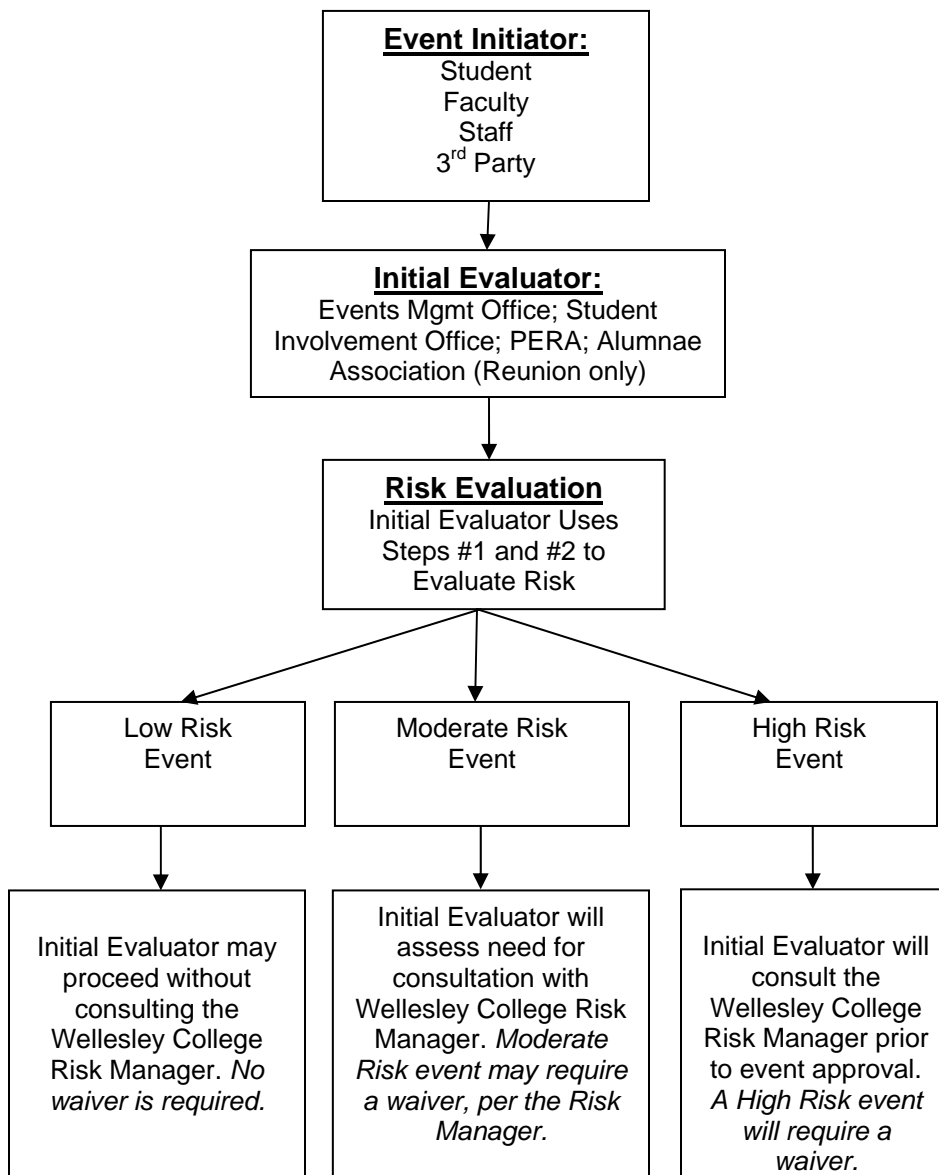 Event Initiator:
Student
Faculty
Staff
3rd Party
Initial Evaluator:
Events Mgmt Office; Student
Involvement Office; PERA; Alumnae
Association (Reunion only)
Risk Evaluation
Initial Evaluator Uses
Steps #1 and #2 to
Evaluate Risk
Low Risk
Event
Moderate Risk
Event
High Risk
Event
Initial Evaluator may
proceed without
consulting the
Wellesley College
Risk Manager. No
waiver is required.
Initial Evaluator will
assess need for
consultation with
Wellesley College Risk
Manager. Moderate
Risk event may require
a waiver, per the Risk
Manager.
Initial Evaluator will
consult the
Wellesley College
Risk Manager prior
to event approval.
A High Risk event
will require a
waiver.